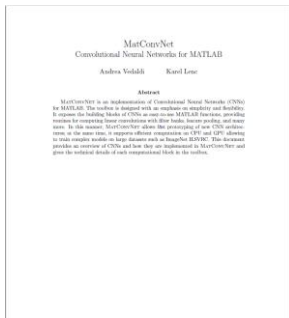 MatConvNet
Convolutional Neural Networks for MATLAB
Andrea Vedaldi Karel Lenc
Abstract
MatConvNet is an implementation of Convolutional Neural Networks (CNNs)
for MATLAB. The toolbox is designed with an emphasis on simplicity and flexibility.
It exposes the building blocks of CNNs as easy-to-use MATLAB functions, providing
routines for computing linear convolutions with filter banks, feature pooling, and many
more. In this manner, MatConvNet allows fast prototyping of new CNN architec-
tures; at the same time, it supports efficient computation on CPU and GPU allowing
to train complex models on large datasets such as ImageNet ILSVRC. This document
provides an overview of CNNs and how they are implemented in MatConvNet and
gives the technical details of each computational block in the toolbox.